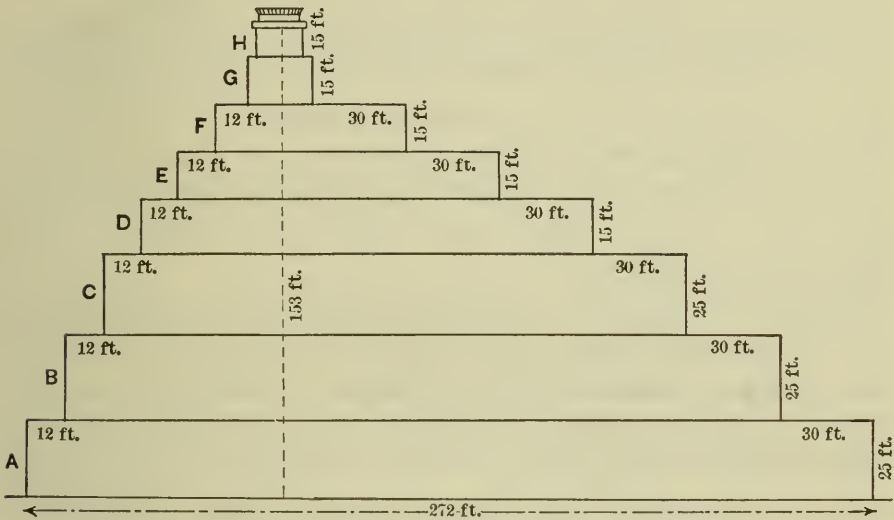 H 15 ft.
G 15 ft.
F 12 ft. 30 ft. 15 ft.
E 12 ft. 30 ft. 15 ft.
D 12 ft. 30 ft. 15 ft.
C 12 ft. 153 ft. 30 ft. 25 ft.
B 12 ft. 30 ft. 25 ft.
A 12 ft. 30 ft. 25 ft.
272 ft.